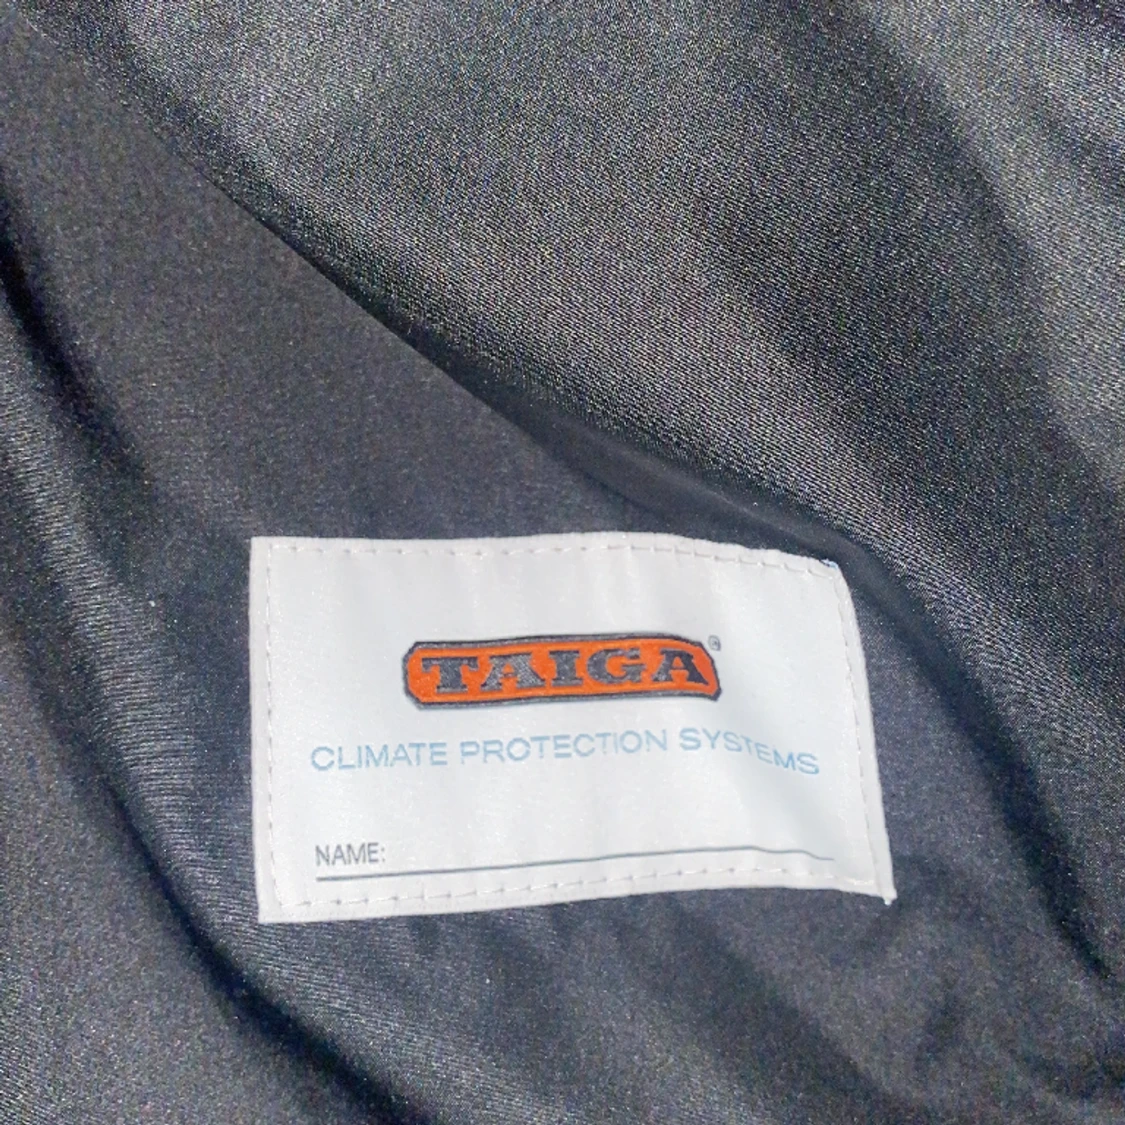 TAIGA®
CLIMATE PROTECTION SYSTEMS
NAME: